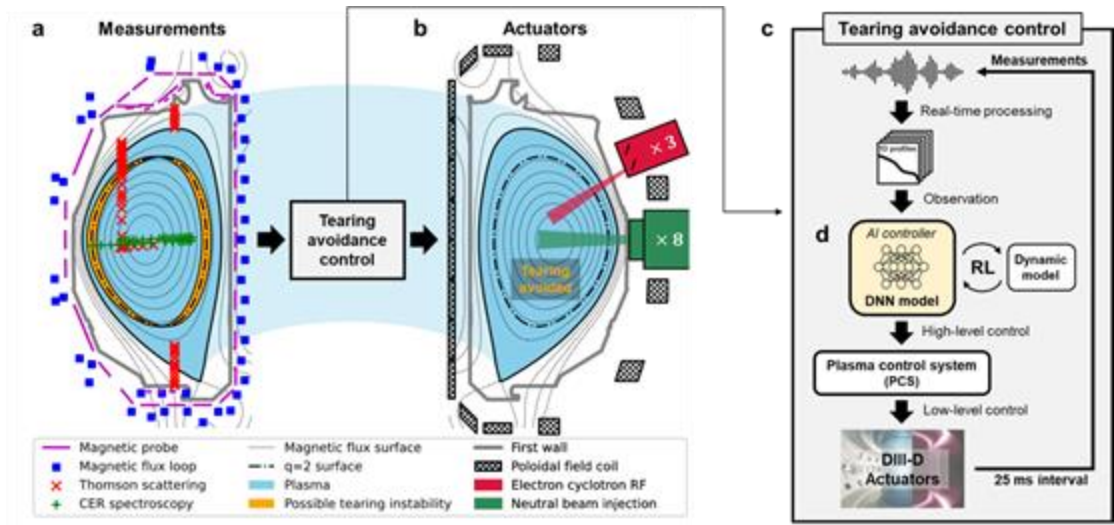 a Measurements
b Actuators
c Tearing avoidance control
Measurements
Real-time processing
1D profiles
Observation
d
AI controller
DNN model
RL
Dynamic
model
High-level control
Plasma control system
(PCS)
Low-level control
DIII-D
Actuators
25 ms interval
Tearing
avoidance
control
× 3
× 8
Tearing
avoided
Magnetic probe
Magnetic flux loop
Thomson scattering
CER spectroscopy
Magnetic flux surface
q=2 surface
Plasma
Possible tearing instability
First wall
Poloidal field coil
Electron cyclotron RF
Neutral beam injection